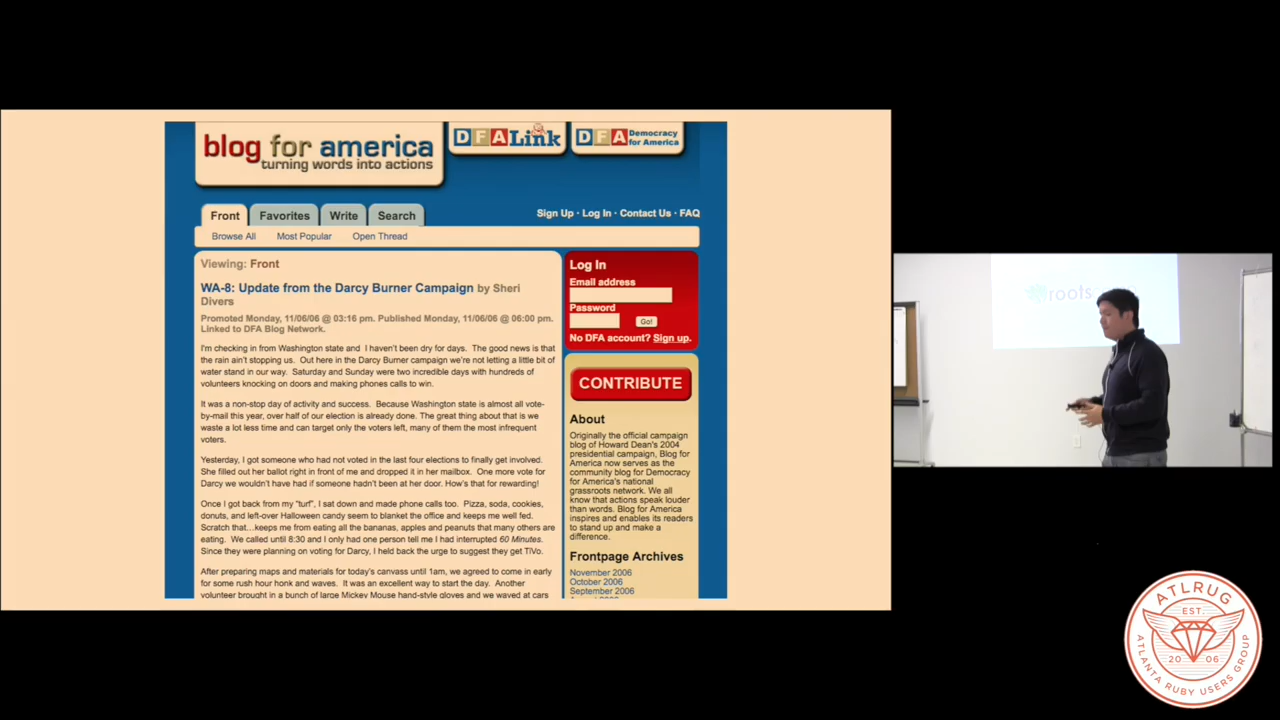 blog for america
turning words into actions
DFA Link
DFA Democracy
for America
Front Favorites Write Search
Sign Up · Log In · Contact Us · FAQ
Browse All Most Popular Open Thread
Viewing: Front
WA-8: Update from the Darcy Burner Campaign by Sheri
Divers
Promoted Monday, 11/06/06 @ 03:16 pm. Published Monday, 11/06/06 @ 06:00 pm.
Linked to DFA Blog Network.
I'm checking in from Washington state and I haven't been dry for days. The good news is that
the rain ain't stopping us. Out here in the Darcy Burner campaign we're not letting a little bit of
water stand in our way. Saturday and Sunday were two incredible days with hundreds of
volunteers knocking on doors and making phones calls to win.
It was a non-stop day of activity and success. Because Washington state is almost all vote-
by-mail this year, over half of our election is already done. The great thing about that is we
waste a lot less time and can target only the voters left, many of them the most infrequent
voters.
Yesterday, I got someone who had not voted in the last four elections to finally get involved.
She filled out her ballot right in front of me and dropped it in her mailbox. One more vote for
Darcy we wouldn't have had if someone hadn't been at her door. How's that for rewarding!
Once I got back from my "turf", I sat down and made phone calls too. Pizza, soda, cookies,
donuts, and left-over Halloween candy seem to blanket the office and keeps me well fed.
Scratch that…keeps me from eating all the bananas, apples and peanuts that many others are
eating. We called until 8:30 and I only had one person tell me I had interrupted 60 Minutes.
Since they were planning on voting for Darcy, I held back the urge to suggest they get TiVo.
After preparing maps and materials for today's canvass until 1am, we agreed to come in early
for some rush hour honk and waves. It was an excellent way to start the day. Another
volunteer brought in a bunch of large Mickey Mouse hand-style gloves and we waved at cars
Log In
Email address
Password
Go!
No DFA account? Sign up.
CONTRIBUTE
About
Originally the official campaign
blog of Howard Dean's 2004
presidential campaign, Blog for
America now serves as the
community blog for Democracy
for America's national
grassroots network. We all
know that actions speak louder
than words. Blog for America
inspires and enables its readers
to stand up and make a
difference.
Frontpage Archives
November 2006
October 2006
September 2006
roots
ATLRUG
EST.
20 06
ATLANTA RUBY USERS GROUP